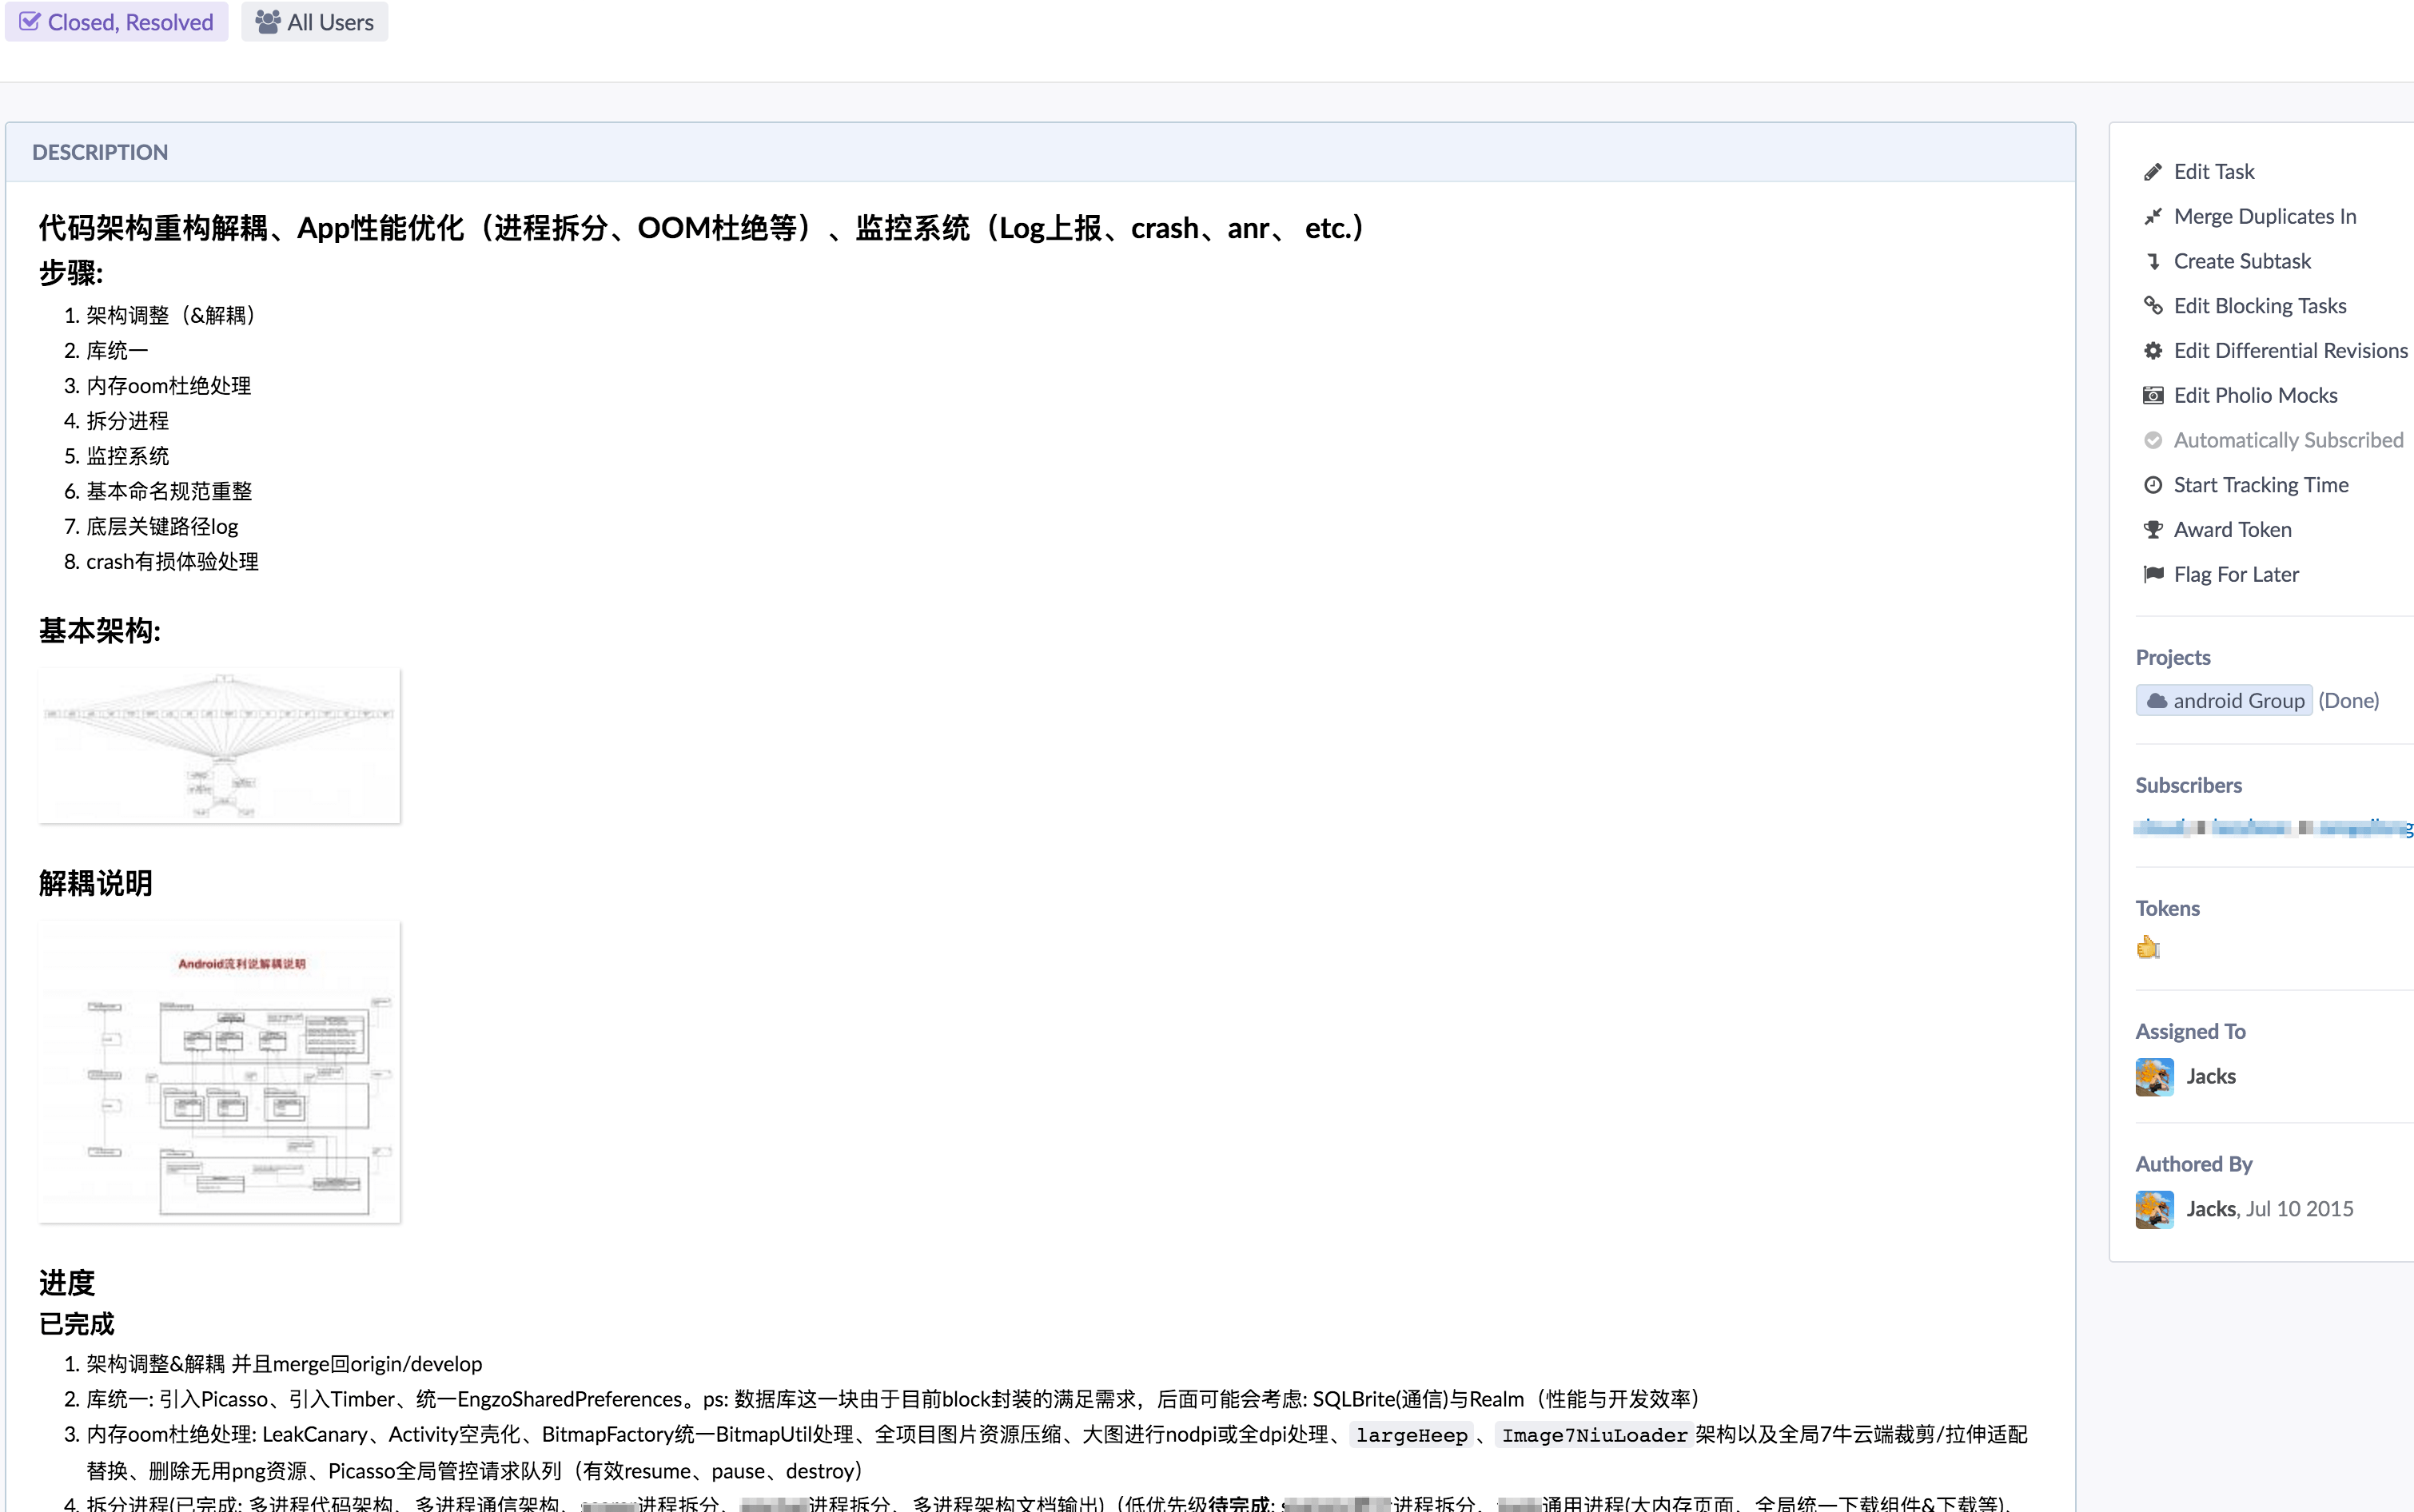 Closed, Resolved
All Users
DESCRIPTION
代码架构重构解耦、App性能优化（进程拆分、OOM杜绝等）、监控系统（Log上报、crash、anr、 etc.）
步骤:
1. 架构调整（&解耦）
2. 库统一
3. 内存oom杜绝处理
4. 拆分进程
5. 监控系统
6. 基本命名规范重整
7. 底层关键路径log
8. crash有损体验处理
基本架构:
解耦说明
Android流利说解耦说明
进度
已完成
1. 架构调整&解耦 并且merge回origin/develop
2. 库统一: 引入Picasso、引入Timber、统一EngzoSharedPreferences。ps: 数据库这一块由于目前block封装的满足需求，后面可能会考虑: SQLBrite(通信)与Realm（性能与开发效率）
3. 内存oom杜绝处理: LeakCanary、Activity空壳化、BitmapFactory统一BitmapUtil处理、全项目图片资源压缩、大图进行nodpi或全dpi处理、 largeHeep 、 Image7NiuLoader 架构以及全局7牛云端裁剪/拉伸适配
替换、删除无用png资源、Picasso全局管控请求队列（有效resume、pause、destroy）
4. 拆分进程(已完成: 多进程代码架构、多进程通信架构、进程拆分、进程拆分、多进程架构文档输出)（低优先级待完成: 进程拆分、通用进程(大内存页面、全局统一下载组件&下载等)、
Edit Task
Merge Duplicates In
Create Subtask
Edit Blocking Tasks
Edit Differential Revisions
Edit Pholio Mocks
Automatically Subscribed
Start Tracking Time
Award Token
Flag For Later
Projects
android Group (Done)
Subscribers
Tokens
Assigned To
Jacks
Authored By
Jacks, Jul 10 2015